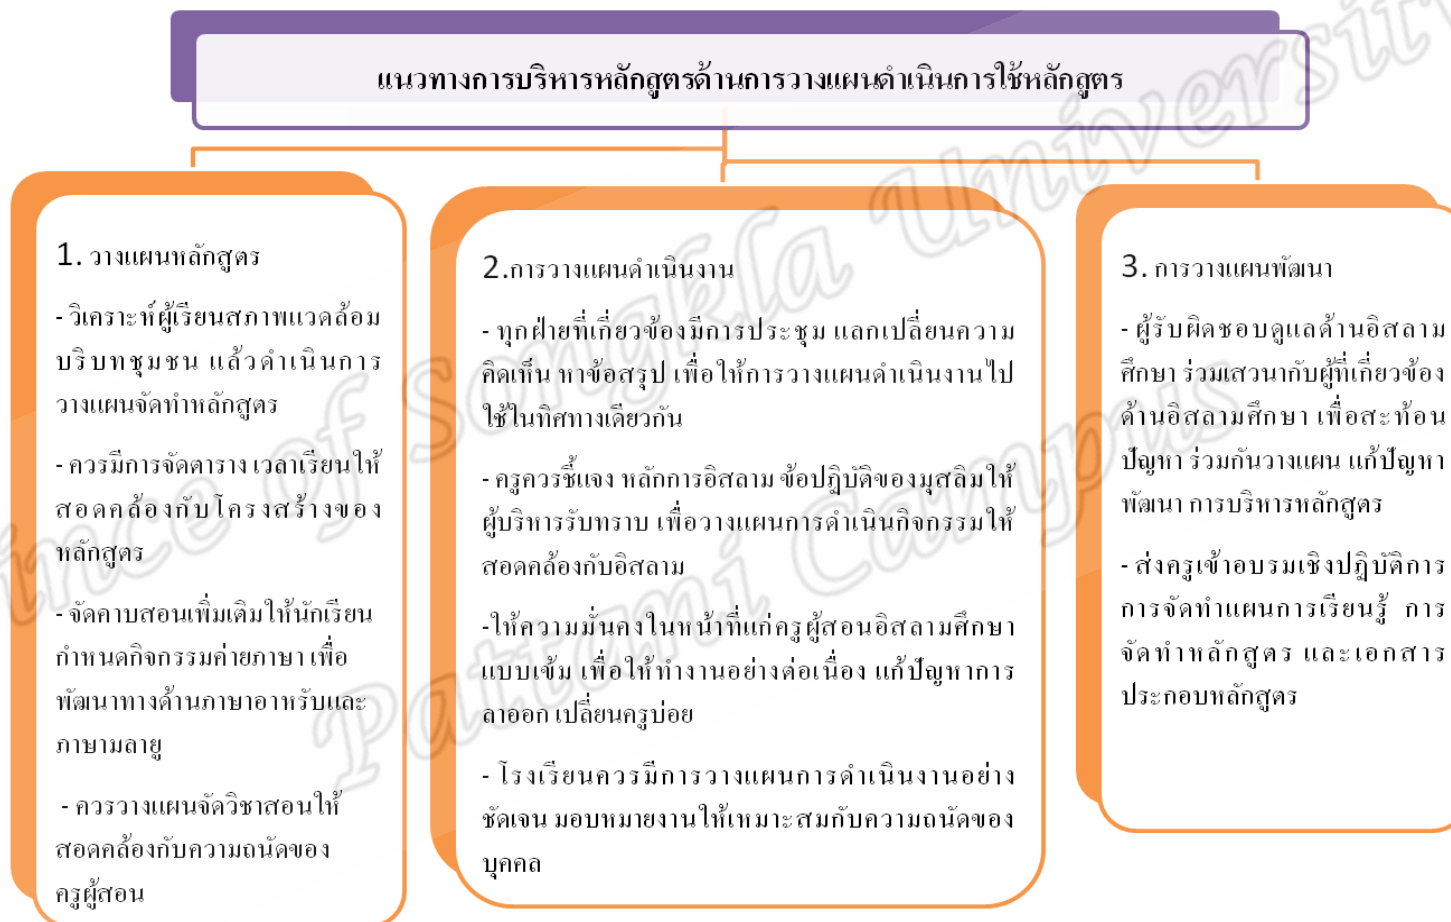 แนวทางการบริหารหลักสูตรด้านการวางแผนดำเนินการใช้หลักสูตร
1. วางแผนหลักสูตร
- วิเคราะห์ผู้เรียนสภาพแวดล้อม
บริบทชุมชน แล้วดำเนินการ
วางแผนจัดทำหลักสูตร
- ควรมีการจัดตาราง เวลาเรียนให้
สอดคล้องกับโครงสร้างของ
หลักสูตร
- จัดคาบสอนเพิ่มเติมให้นักเรียน
กำหนดกิจกรรมค่ายภาษา เพื่อ
พัฒนาทางด้านภาษาอาหรับและ
ภาษามลายู
- ควรวางแผนจัดวิชาสอนให้
สอดคล้องกับความถนัดของ
ครูผู้สอน
2.การวางแผนดำเนินงาน
- ทุกฝ่ายที่เกี่ยวข้องมีการประชุม แลกเปลี่ยนความ
คิดเห็น หาข้อสรุป เพื่อให้การวางแผนดำเนินงานไป
ใช้ในทิศทางเดียวกัน
- ครูควรชี้แจง หลักการอิสลาม ข้อปฏิบัติของมุสลิมให้
ผู้บริหารรับทราบ เพื่อวางแผนการดำเนินกิจกรรมให้
สอดคล้องกับอิสลาม
-ให้ความมั่นคงในหน้าที่แก่ครูผู้สอนอิสลามศึกษา
แบบเข้ม เพื่อให้ทำงานอย่างต่อเนื่อง แก้ปัญหาการ
ลาออก เปลี่ยนครูบ่อย
- โรงเรียนควรมีการวางแผนการดำเนินงานอย่าง
ชัดเจน มอบหมายงานให้เหมาะสมกับความถนัดของ
บุคคล
3. การวางแผนพัฒนา
- ผู้รับผิดชอบดูแลด้านอิสลาม
ศึกษา ร่วมเสวนากับผู้ที่เกี่ยวข้อง
ด้านอิสลามศึกษา เพื่อสะท้อน
ปัญหา ร่วมกันวางแผน แก้ปัญหา
พัฒนา การบริหารหลักสูตร
- ส่งครูเข้าอบรมเชิงปฏิบัติการ
การจัดทำแผนการเรียนรู้ การ
จัดทำหลักสูตร และเอกสาร
ประกอบหลักสูตร
of Songkla University
Pattani Campus